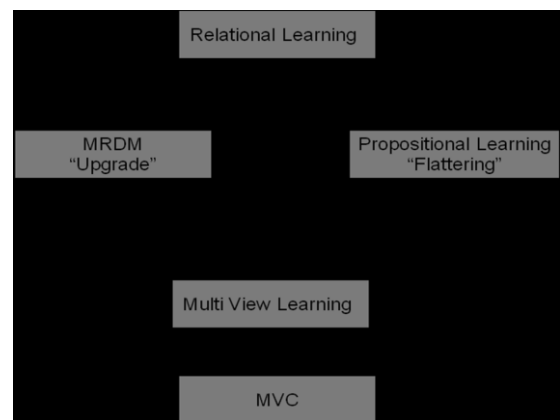 Relational Learning
MRDM
“Upgrade”
Propositional Learning
“Flattering”
Multi View Learning
MVC